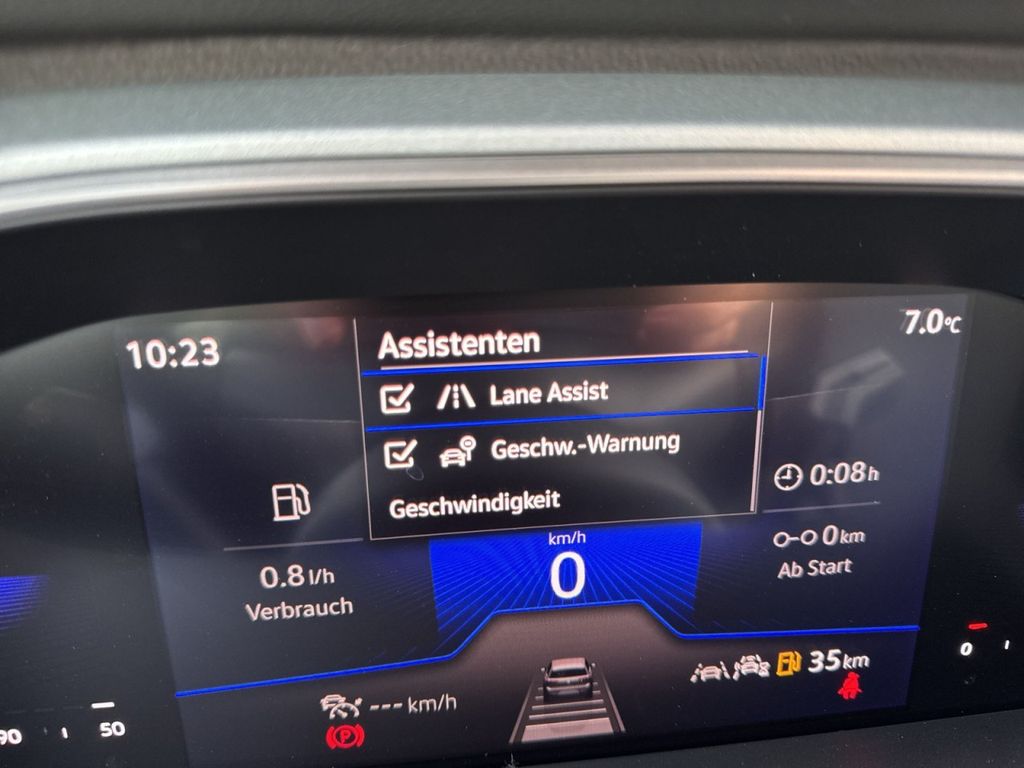 10:23
7.0°C
Assistenten
Lane Assist
Geschw.-Warnung
Geschwindigkeit
0:08h
km/h
0
0km
Ab Start
0.8 l/h
Verbrauch
35km
--- km/h
P
90
50
0